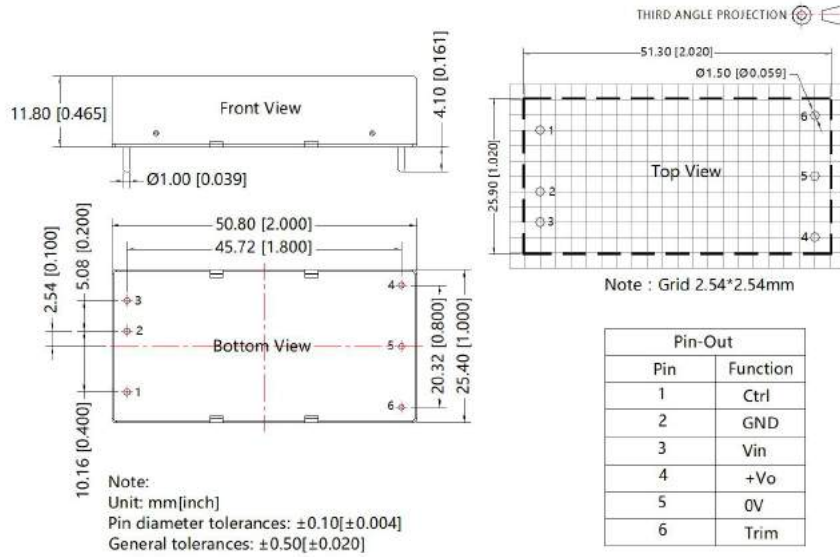 THIRD ANGLE PROJECTION
11.80 [0.465]
Front View
4.10 [0.161]
Ø1.00 [0.039]
51.30 [2.020]
Ø1.50 [Ø0.059]
25.90 [1.020]
Top View
1
2
3
6
5
4
Note : Grid 2.54*2.54mm
50.80 [2.000]
45.72 [1.800]
2.54 [0.100]
5.08 [0.200]
10.16 [0.400]
3
2
1
Bottom View
4
5
6
20.32 [0.800]
25.40 [1.000]
Note:
Unit: mm[inch]
Pin diameter tolerances: ±0.10[±0.004]
General tolerances: ±0.50[±0.020]
Pin-Out
Pin Function
1 Ctrl
2 GND
3 Vin
4 +Vo
5 0V
6 Trim